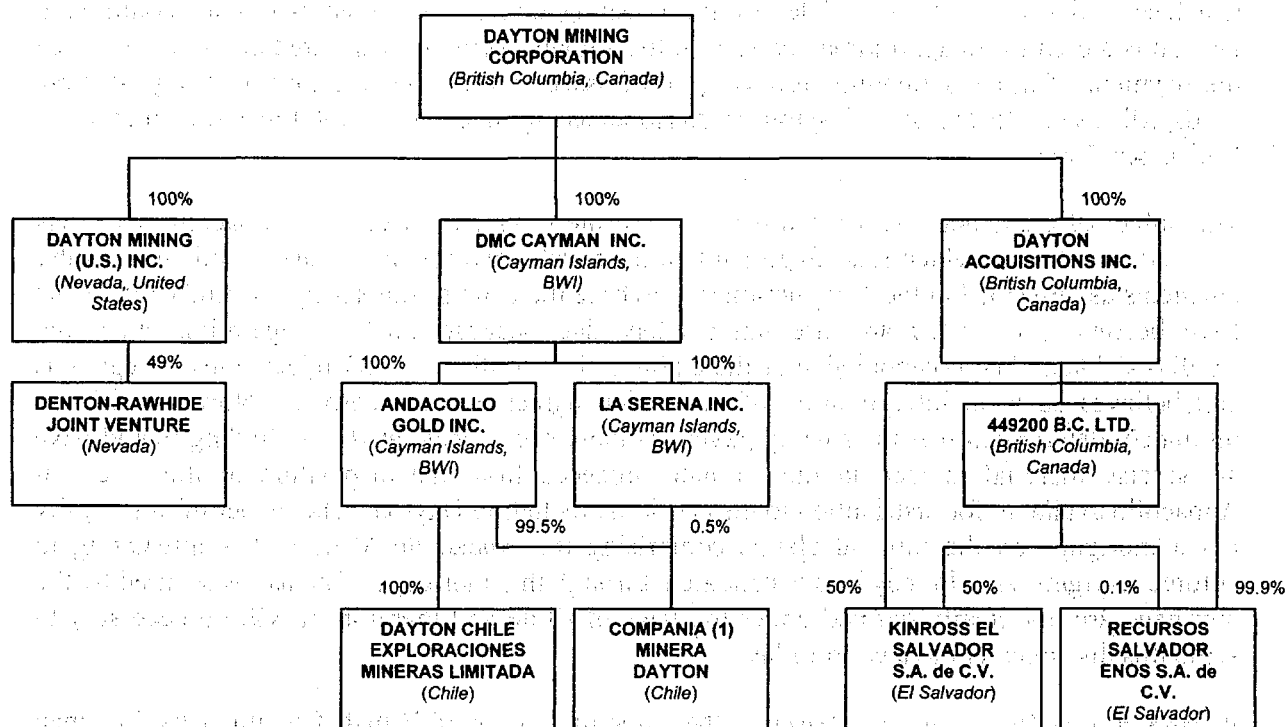 DAYTON MINING
CORPORATION
(British Columbia, Canada)
100%
100%
100%
DAYTON MINING
(U.S.) INC.
(Nevada, United
States)
DMC CAYMAN INC.
(Cayman Islands,
BWI)
DAYTON
ACQUISITIONS INC.
(British Columbia,
Canada)
49%
100%
100%
DENTON-RAWHIDE
JOINT VENTURE
(Nevada)
ANDACOLLO
GOLD INC.
(Cayman Islands,
BWI)
LA SERENA INC.
(Cayman Islands,
BWI)
449200 B.C. LTD.
(British Columbia,
Canada)
99.5%
0.5%
100%
50%
50%
0.1%
99.9%
DAYTON CHILE
EXPLORACIONES
MINERAS LIMITADA
(Chile)
COMPANIA (1)
MINERA
DAYTON
(Chile)
KINROSS EL
SALVADOR
S.A. de C.V.
(El Salvador)
RECURSOS
SALVADOR
ENOS S.A. de
C.V.
(El Salvador)